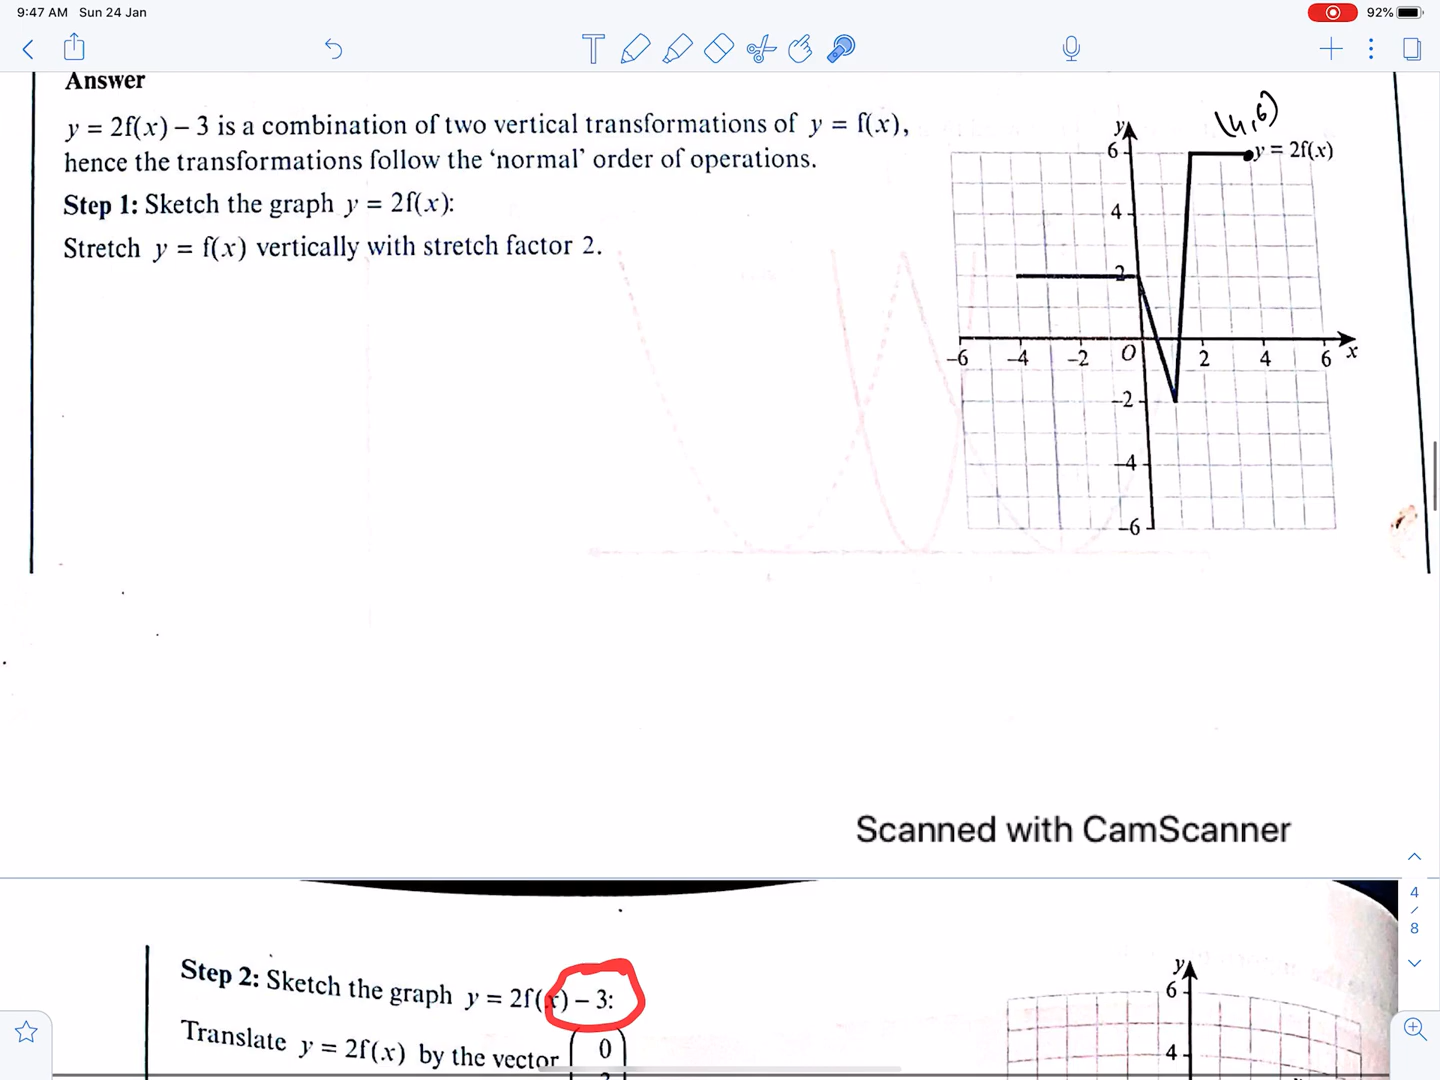 9:47 AM Sun 24 Jan
92%
T
Answer
y = 2f(x) – 3 is a combination of two vertical transformations of y = f(x),
hence the transformations follow the ‘normal’ order of operations.
Step 1: Sketch the graph y = 2f(x):
Stretch y = f(x) vertically with stretch factor 2.
(4,6)
y
6
y = 2f(x)
4
2
–6 –4 –2 O 2 4 6 x
–2
–4
–6
Scanned with CamScanner
4
/
8
Step 2: Sketch the graph y = 2f(x) – 3:
Translate y = 2f(x) by the vector ( 0
y
6
4